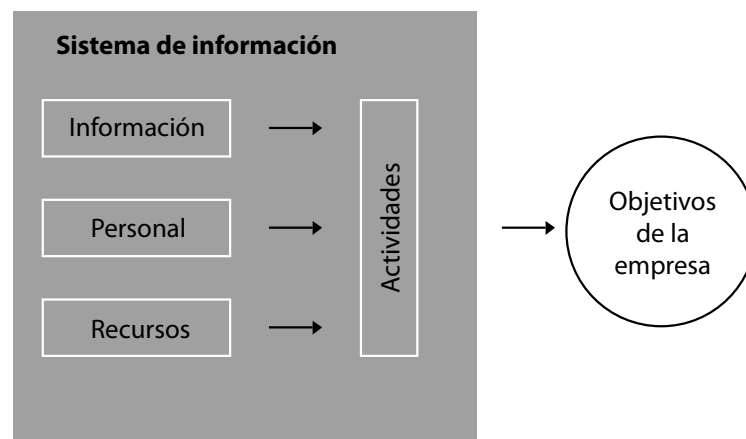 Sistema de información
Información
Personal
Recursos
Actividades
Objetivos
de la
empresa